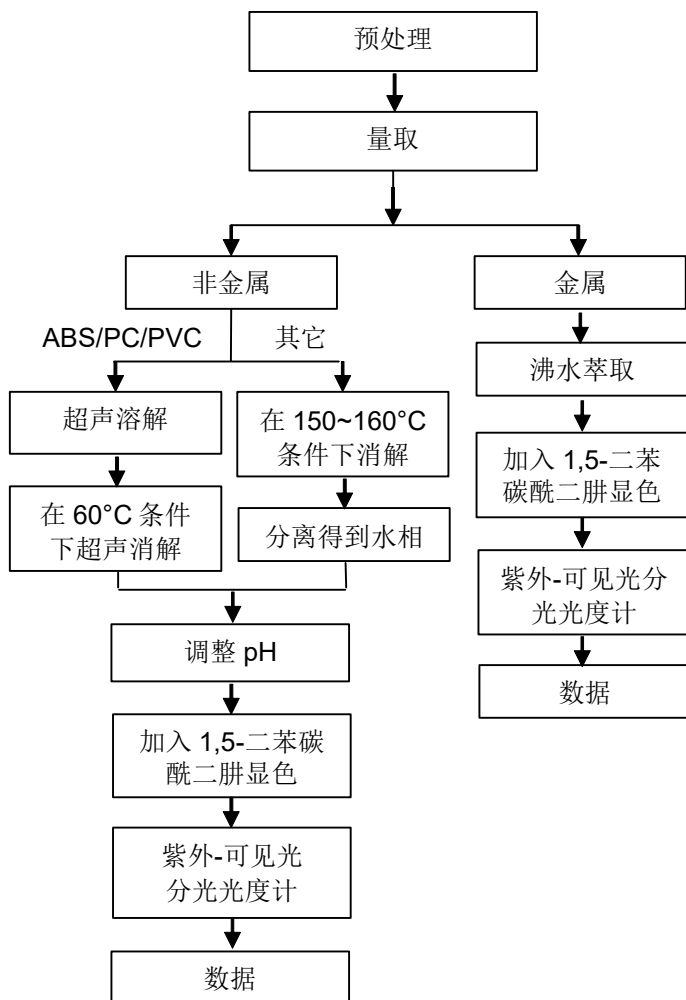 预处理
量取
非金属
金属
ABS/PC/PVC
其它
沸水萃取
超声溶解
在 150~160°C
条件下消解
加入 1,5-二苯
碳酰二肼显色
在 60°C 条件
下超声消解
分离得到水相
紫外-可见光分
光光度计
调整 pH
数据
加入 1,5-二苯碳
酰二肼显色
紫外-可见光
分光光度计
数据